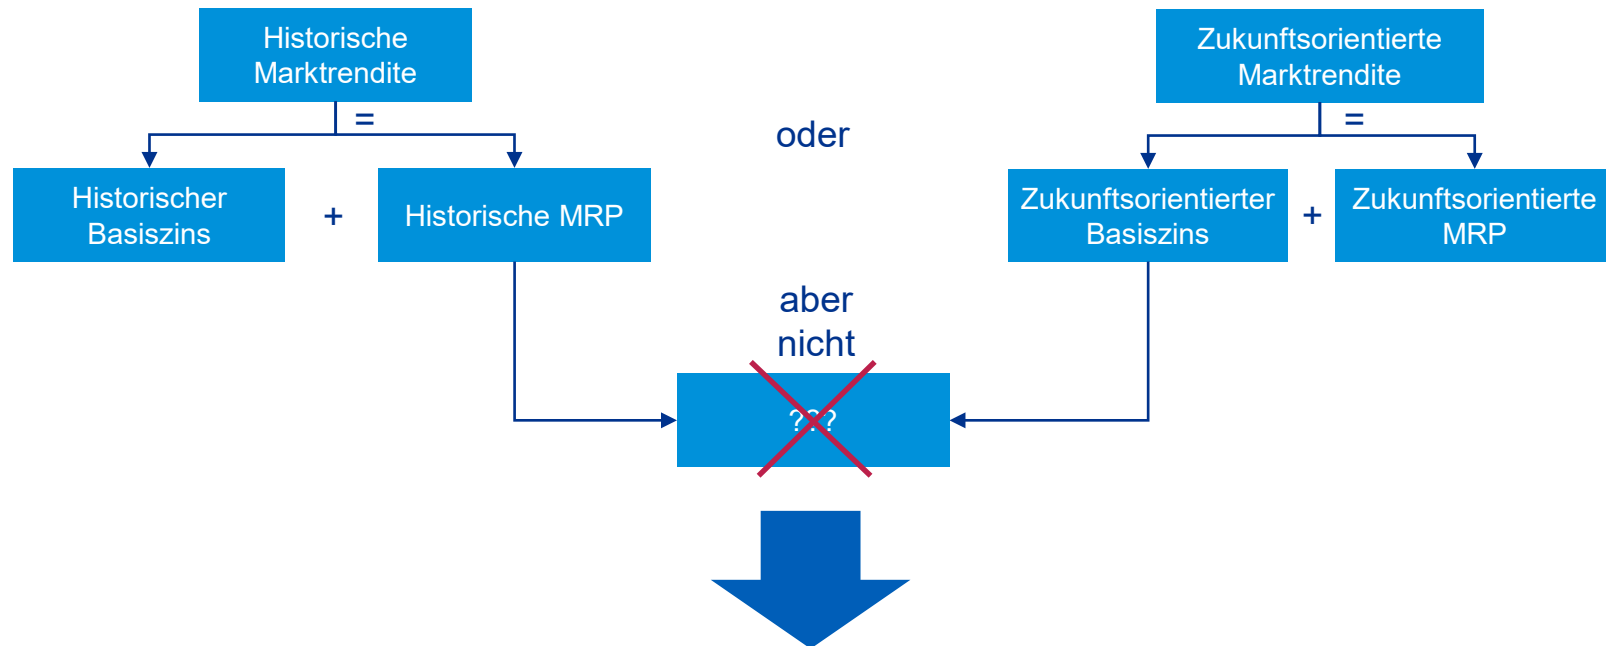 Historische
Marktrendite
=
Historischer
Basiszins
+
Historische MRP
oder
Zukunftsorientierte
Marktrendite
=
Zukunftsorientierter
Basiszins
+
Zukunftsorientierte
MRP
aber
nicht
???